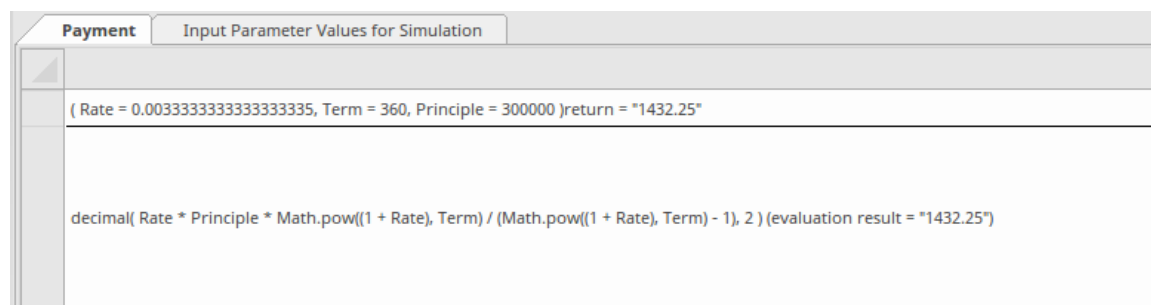 Payment Input Parameter Values for Simulation
( Rate = 0.0033333333333333335, Term = 360, Principle = 300000 )return = "1432.25"
decimal( Rate * Principle * Math.pow((1 + Rate), Term) / (Math.pow((1 + Rate), Term) - 1), 2 ) (evaluation result = "1432.25")